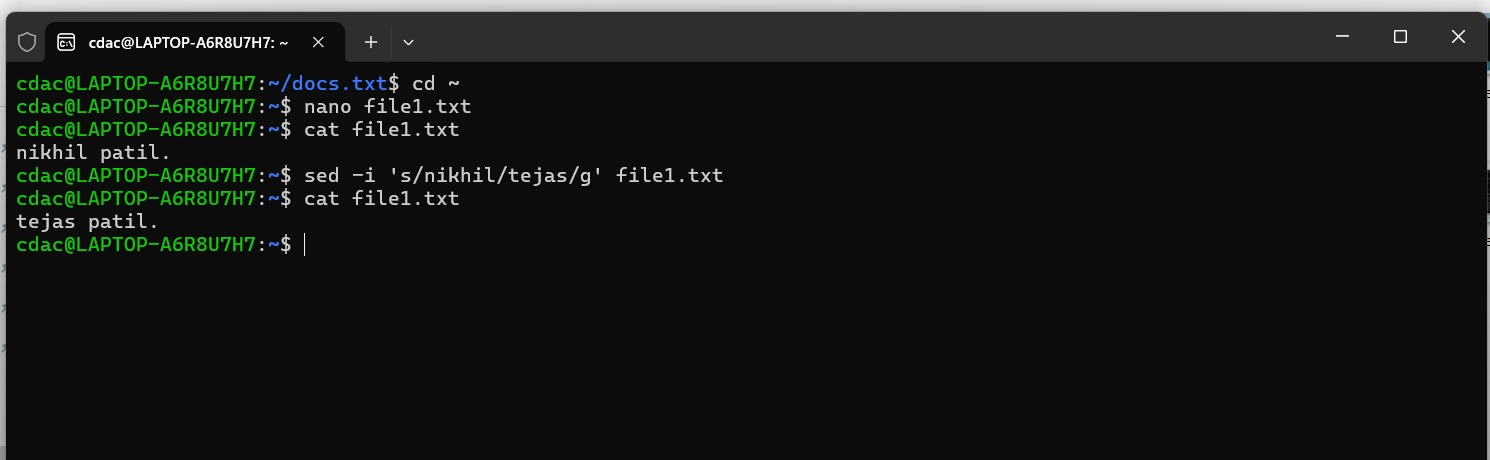 cdac@LAPTOP-A6R8U7H7: ~
cdac@LAPTOP-A6R8U7H7:~/docs.txt$ cd ~
cdac@LAPTOP-A6R8U7H7:~$ nano file1.txt
cdac@LAPTOP-A6R8U7H7:~$ cat file1.txt
nikhil patil.
cdac@LAPTOP-A6R8U7H7:~$ sed -i 's/nikhil/tejas/g' file1.txt
cdac@LAPTOP-A6R8U7H7:~$ cat file1.txt
tejas patil.
cdac@LAPTOP-A6R8U7H7:~$